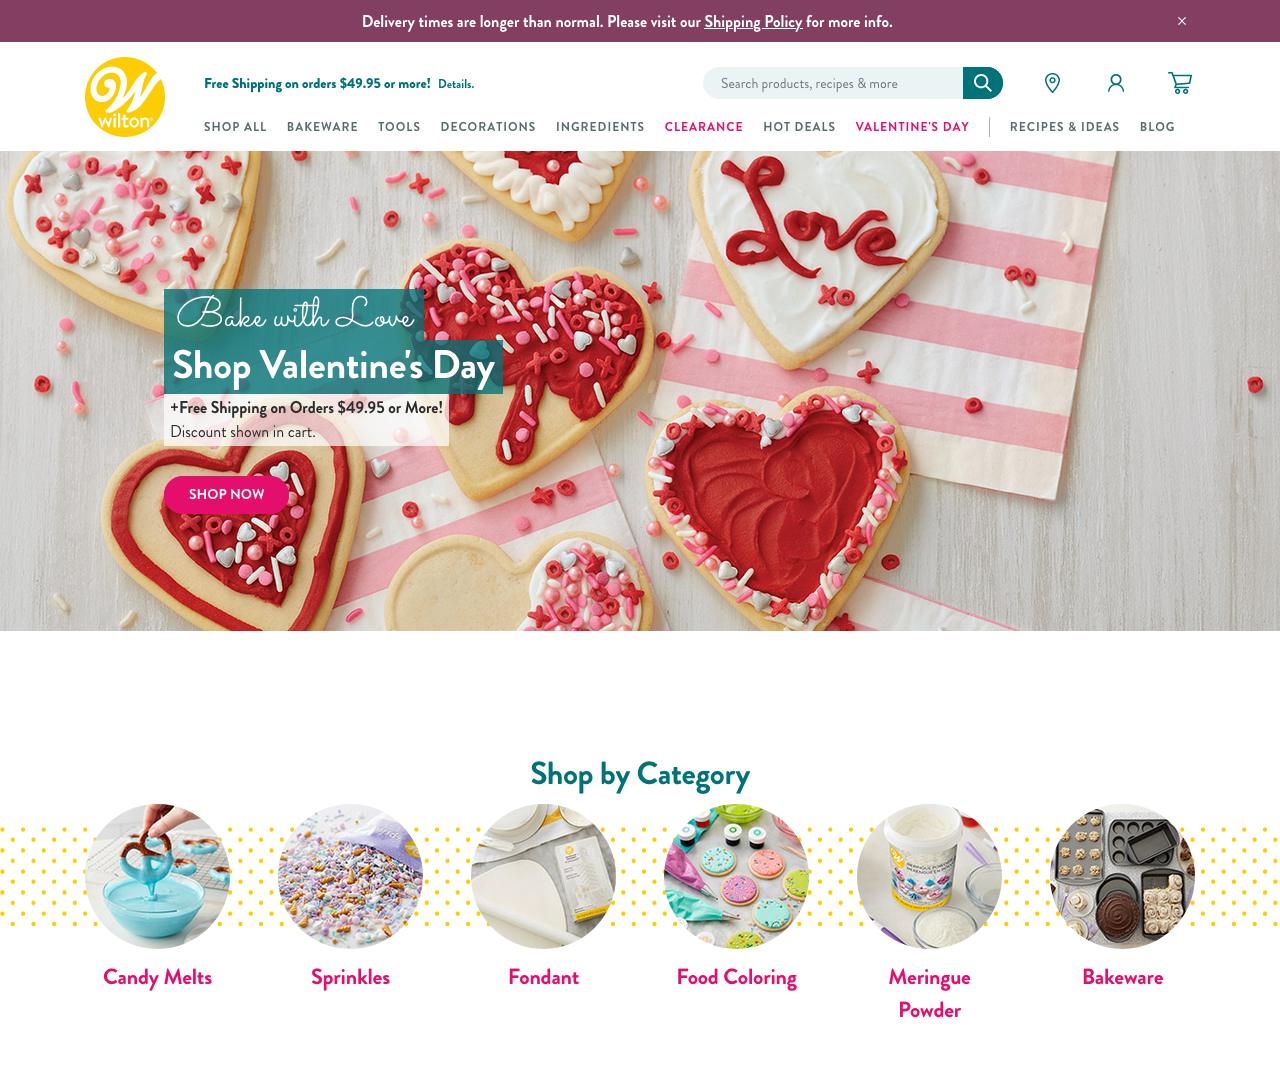 Delivery times are longer than normal. Please visit our Shipping Policy for more info.
×
wilton
Free Shipping on orders $49.95 or more! Details.
Search products, recipes & more
SHOP ALL
BAKEWARE
TOOLS
DECORATIONS
INGREDIENTS
CLEARANCE
HOT DEALS
VALENTINE'S DAY
RECIPES & IDEAS
BLOG
Love
Bake with Love
Shop Valentine's Day
+Free Shipping on Orders $49.95 or More!
Discount shown in cart.
SHOP NOW
Shop by Category
Candy Melts
Sprinkles
Fondant
Food Coloring
Meringue
Powder
Bakeware